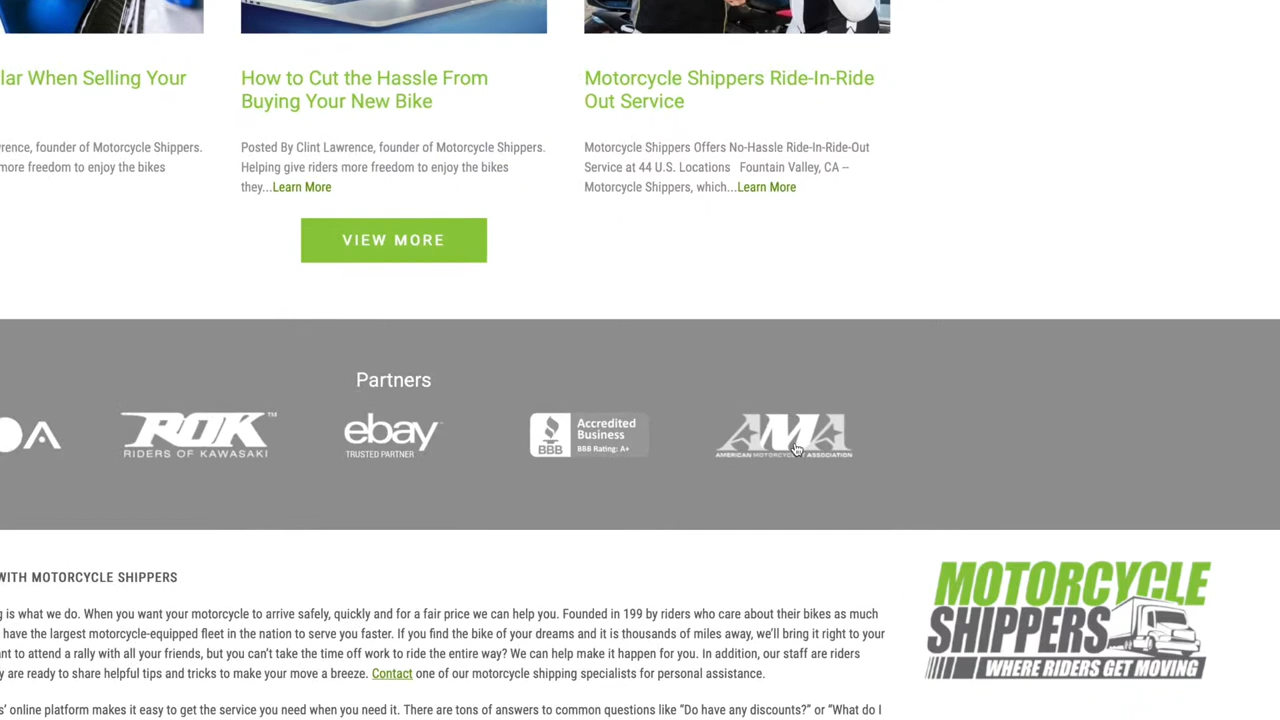 lar When Selling Your
How to Cut the Hassle From
Buying Your New Bike
Motorcycle Shippers Ride-In-Ride
Out Service
rence, founder of Motorcycle Shippers.
more freedom to enjoy the bikes
Posted By Clint Lawrence, founder of Motorcycle Shippers.
Helping give riders more freedom to enjoy the bikes
they...Learn More
Motorcycle Shippers Offers No-Hassle Ride-In-Ride-Out
Service at 44 U.S. Locations Fountain Valley, CA –
Motorcycle Shippers, which...Learn More
VIEW MORE
Partners
OA
ROK™
RIDERS OF KAWASAKI
ebay™
TRUSTED PARTNER
BBB
Accredited
Business
BBB Rating: A+
AMA
AMERICAN MOTORCYCLE ASSOCIATION
WITH MOTORCYCLE SHIPPERS
g is what we do. When you want your motorcycle to arrive safely, quickly and for a fair price we can help you. Founded in 199 by riders who care about their bikes as much
have the largest motorcycle-equipped fleet in the nation to serve you faster. If you find the bike of your dreams and it is thousands of miles away, we'll bring it right to your
nt to attend a rally with all your friends, but you can't take the time off work to ride the entire way? We can help make it happen for you. In addition, our staff are riders
y are ready to share helpful tips and tricks to make your move a breeze. Contact one of our motorcycle shipping specialists for personal assistance.
s' online platform makes it easy to get the service you need when you need it. There are tons of answers to common questions like “Do have any discounts?” or “What do I
MOTORCYCLE
SHIPPERS
WHERE RIDERS GET MOVING